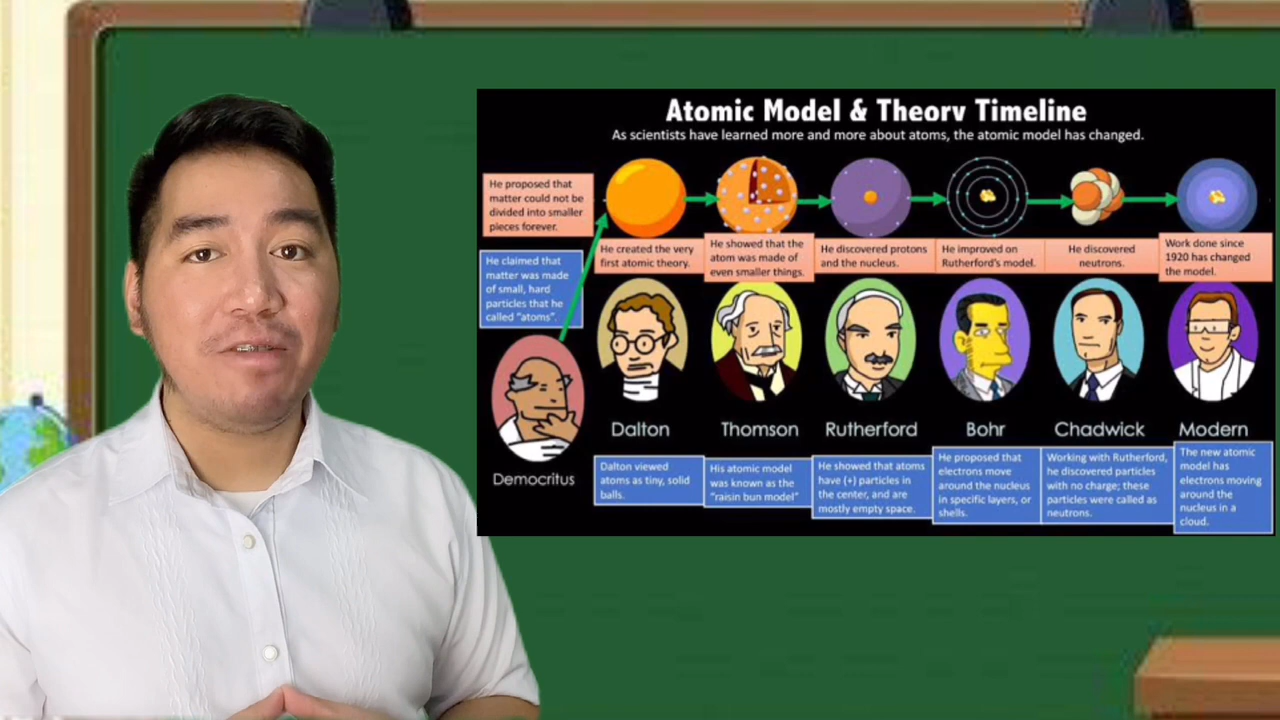 Atomic Model & Theory Timeline
As scientists have learned more and more about atoms, the atomic model has changed.
He proposed that
matter could not be
divided into smaller
pieces forever.
He claimed that
matter was made
of small, hard
particles that he
called “atoms”.
Democritus
He created the very
first atomic theory.
Dalton
Dalton viewed
atoms as tiny, solid
balls.
He showed that the
atom was made of
even smaller things.
Thomson
His atomic model
was known as the
“raisin bun model”
He discovered protons
and the nucleus.
Rutherford
He showed that atoms
have (+) particles in
the center, and are
mostly empty space.
He improved on
Rutherford’s model.
Bohr
He proposed that
electrons move
around the nucleus
in specific layers, or
shells.
He discovered
neutrons.
Chadwick
Working with Rutherford,
he discovered particles
with no charge; these
particles were called as
neutrons.
Work done since
1920 has changed
the model.
Modern
The new atomic
model has
electrons moving
around the
nucleus in a
cloud.